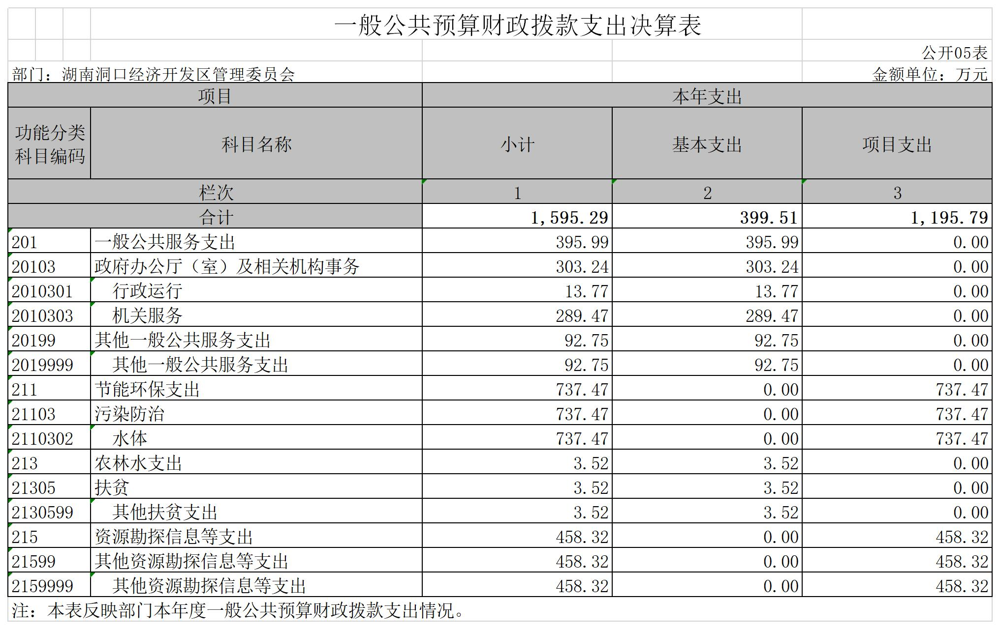 一般公共预算财政拨款支出决算表
公开05表
部门：湖南洞口经济开发区管理委员会 金额单位：万元
项目 本年支出
功能分类科目编码 科目名称 小计 基本支出 项目支出
栏次 1 2 3
合计 1,595.29 399.51 1,195.79
201 一般公共服务支出 395.99 395.99 0.00
20103 政府办公厅（室）及相关机构事务 303.24 303.24 0.00
2010301 行政运行 13.77 13.77 0.00
2010303 机关服务 289.47 289.47 0.00
20199 其他一般公共服务支出 92.75 92.75 0.00
2019999 其他一般公共服务支出 92.75 92.75 0.00
211 节能环保支出 737.47 0.00 737.47
21103 污染防治 737.47 0.00 737.47
2110302 水体 737.47 0.00 737.47
213 农林水支出 3.52 3.52 0.00
21305 扶贫 3.52 3.52 0.00
2130599 其他扶贫支出 3.52 3.52 0.00
215 资源勘探信息等支出 458.32 0.00 458.32
21599 其他资源勘探信息等支出 458.32 0.00 458.32
2159999 其他资源勘探信息等支出 458.32 0.00 458.32
注：本表反映部门本年度一般公共预算财政拨款支出情况。